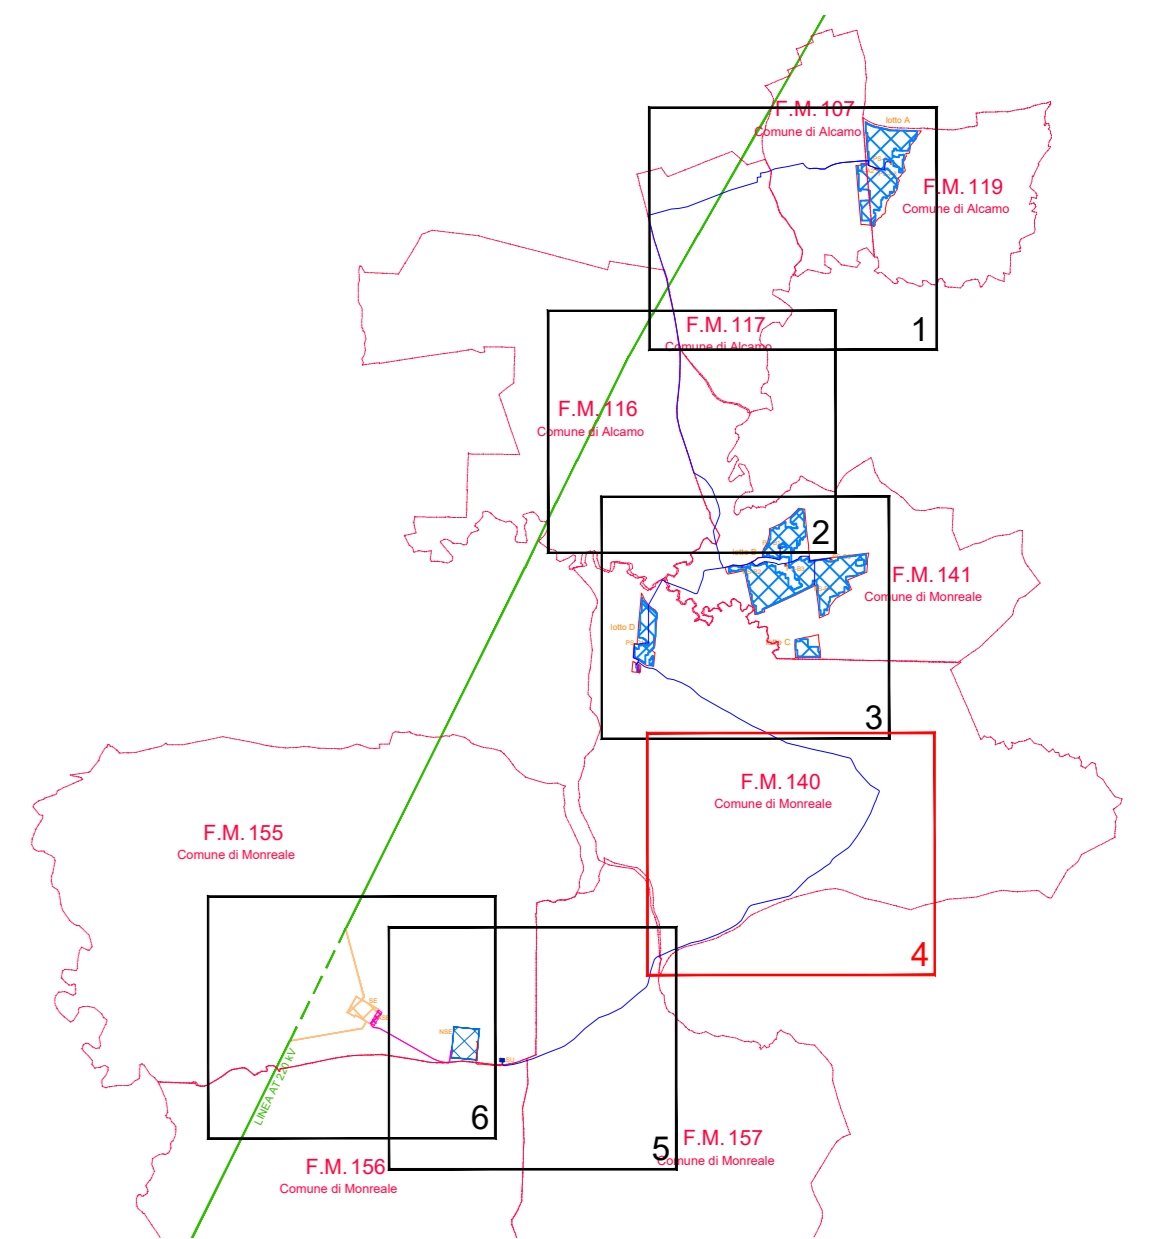 F.M. 107
Comune di Alcamo
lotto A
F.M. 119
Comune di Alcamo
F.M. 117
Comune di Alcamo
1
F.M. 116
Comune di Alcamo
2
F.M. 141
Comune di Monreale
lotto D
3
F.M. 140
Comune di Monreale
F.M. 155
Comune di Monreale
4
SE
NSE
LINEA AT 220 kV
6
5
F.M. 157
Comune di Monreale
F.M. 156
Comune di Monreale